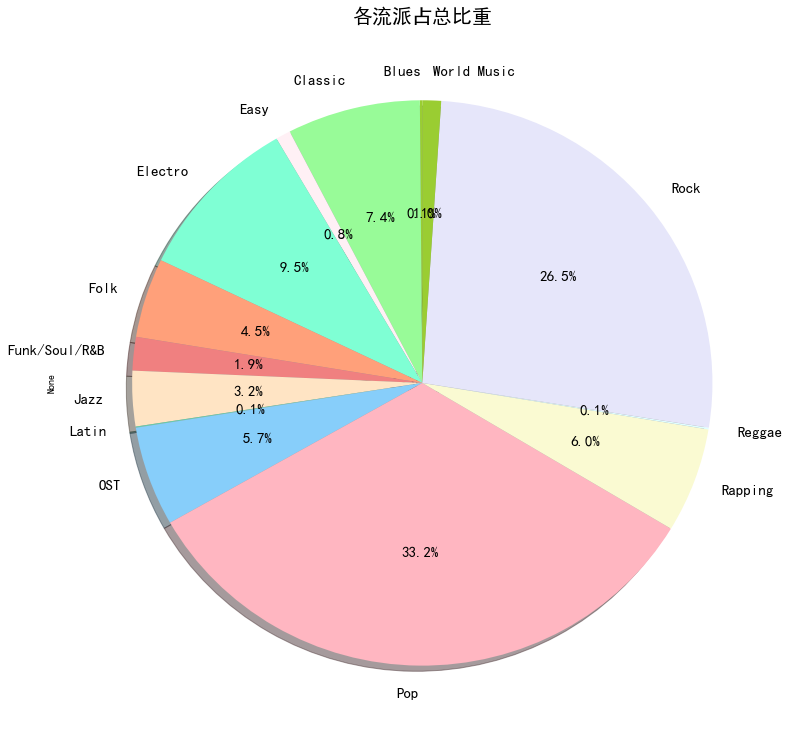 各流派占总比重
Blues
World Music
Classic
Easy
Rock
Electro
7.4%
0.8%
9.5%
26.5%
Folk
4.5%
Funk/Soul/R&B
1.9%
None
3.2%
Jazz
0.1%
0.1%
Latin
Reggae
5.7%
6.0%
OST
Rapping
33.2%
Pop